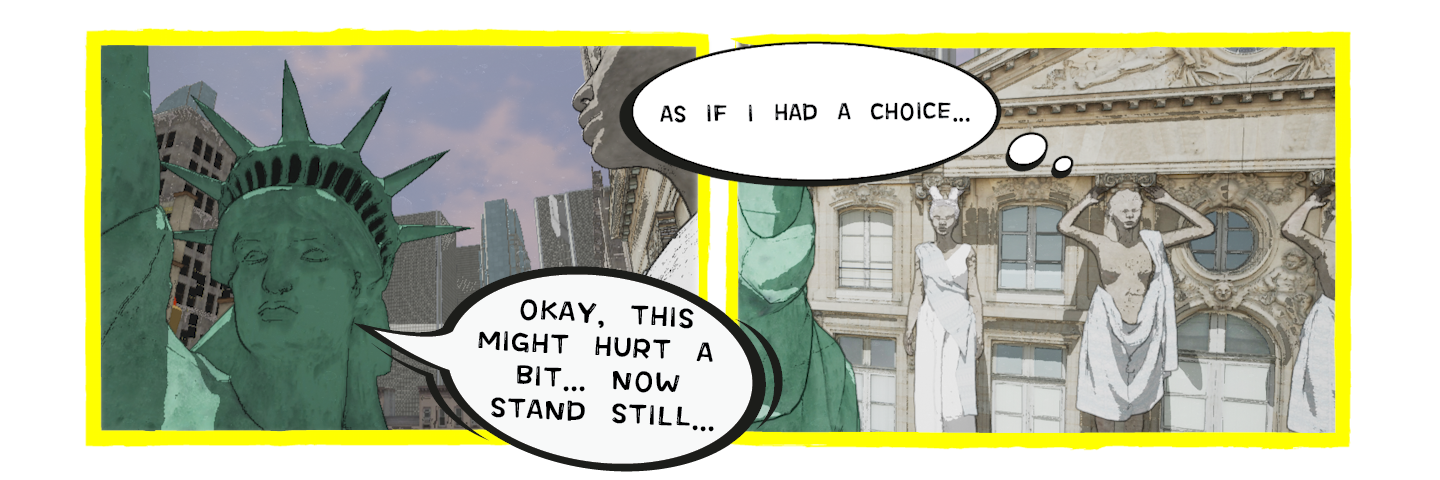 OKAY, THIS
MIGHT HURT A
BIT... NOW
STAND STILL...
AS IF I HAD A CHOICE...